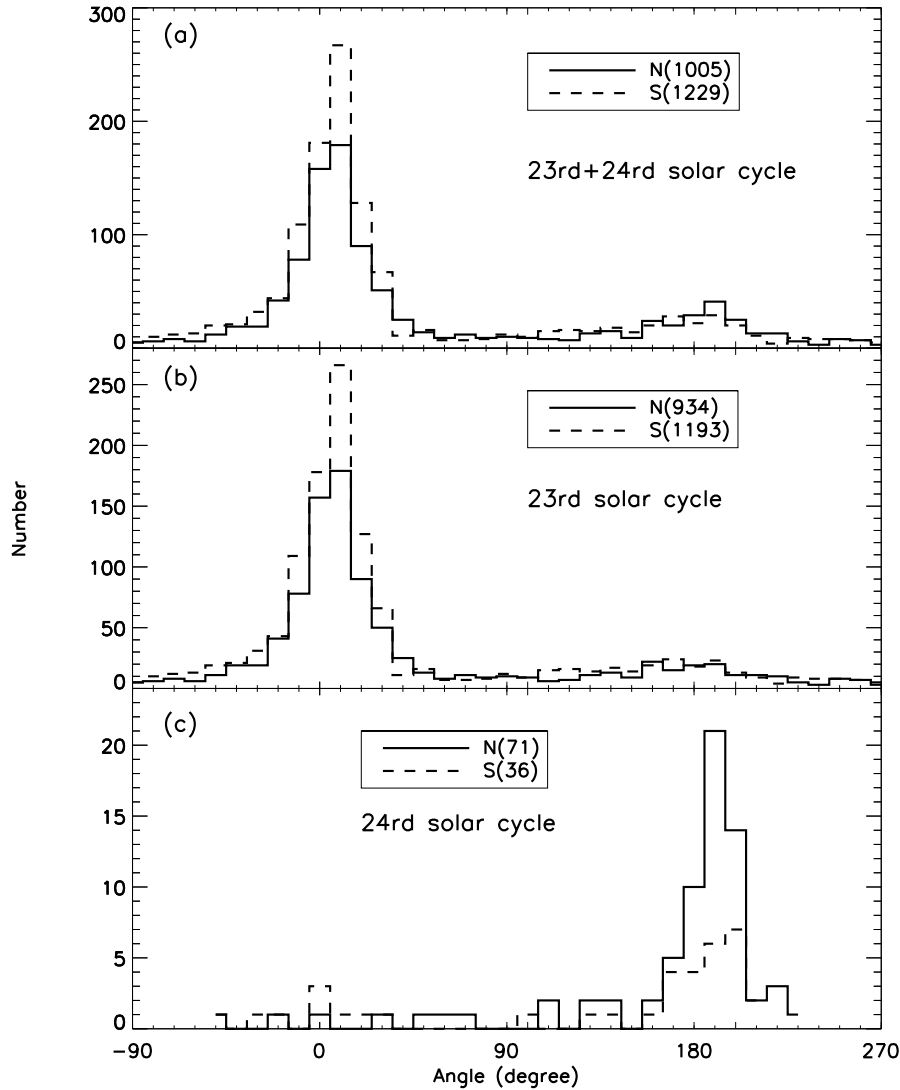 300
(a)
N(1005)
S(1229)
200
23rd+24rd solar cycle
100
0
(b)
250
N(934)
S(1193)
200
23rd solar cycle
150
100
50
0
Number
(c)
20
N(71)
S(36)
24rd solar cycle
15
10
5
0
-90 0 90 180 270
Angle (degree)